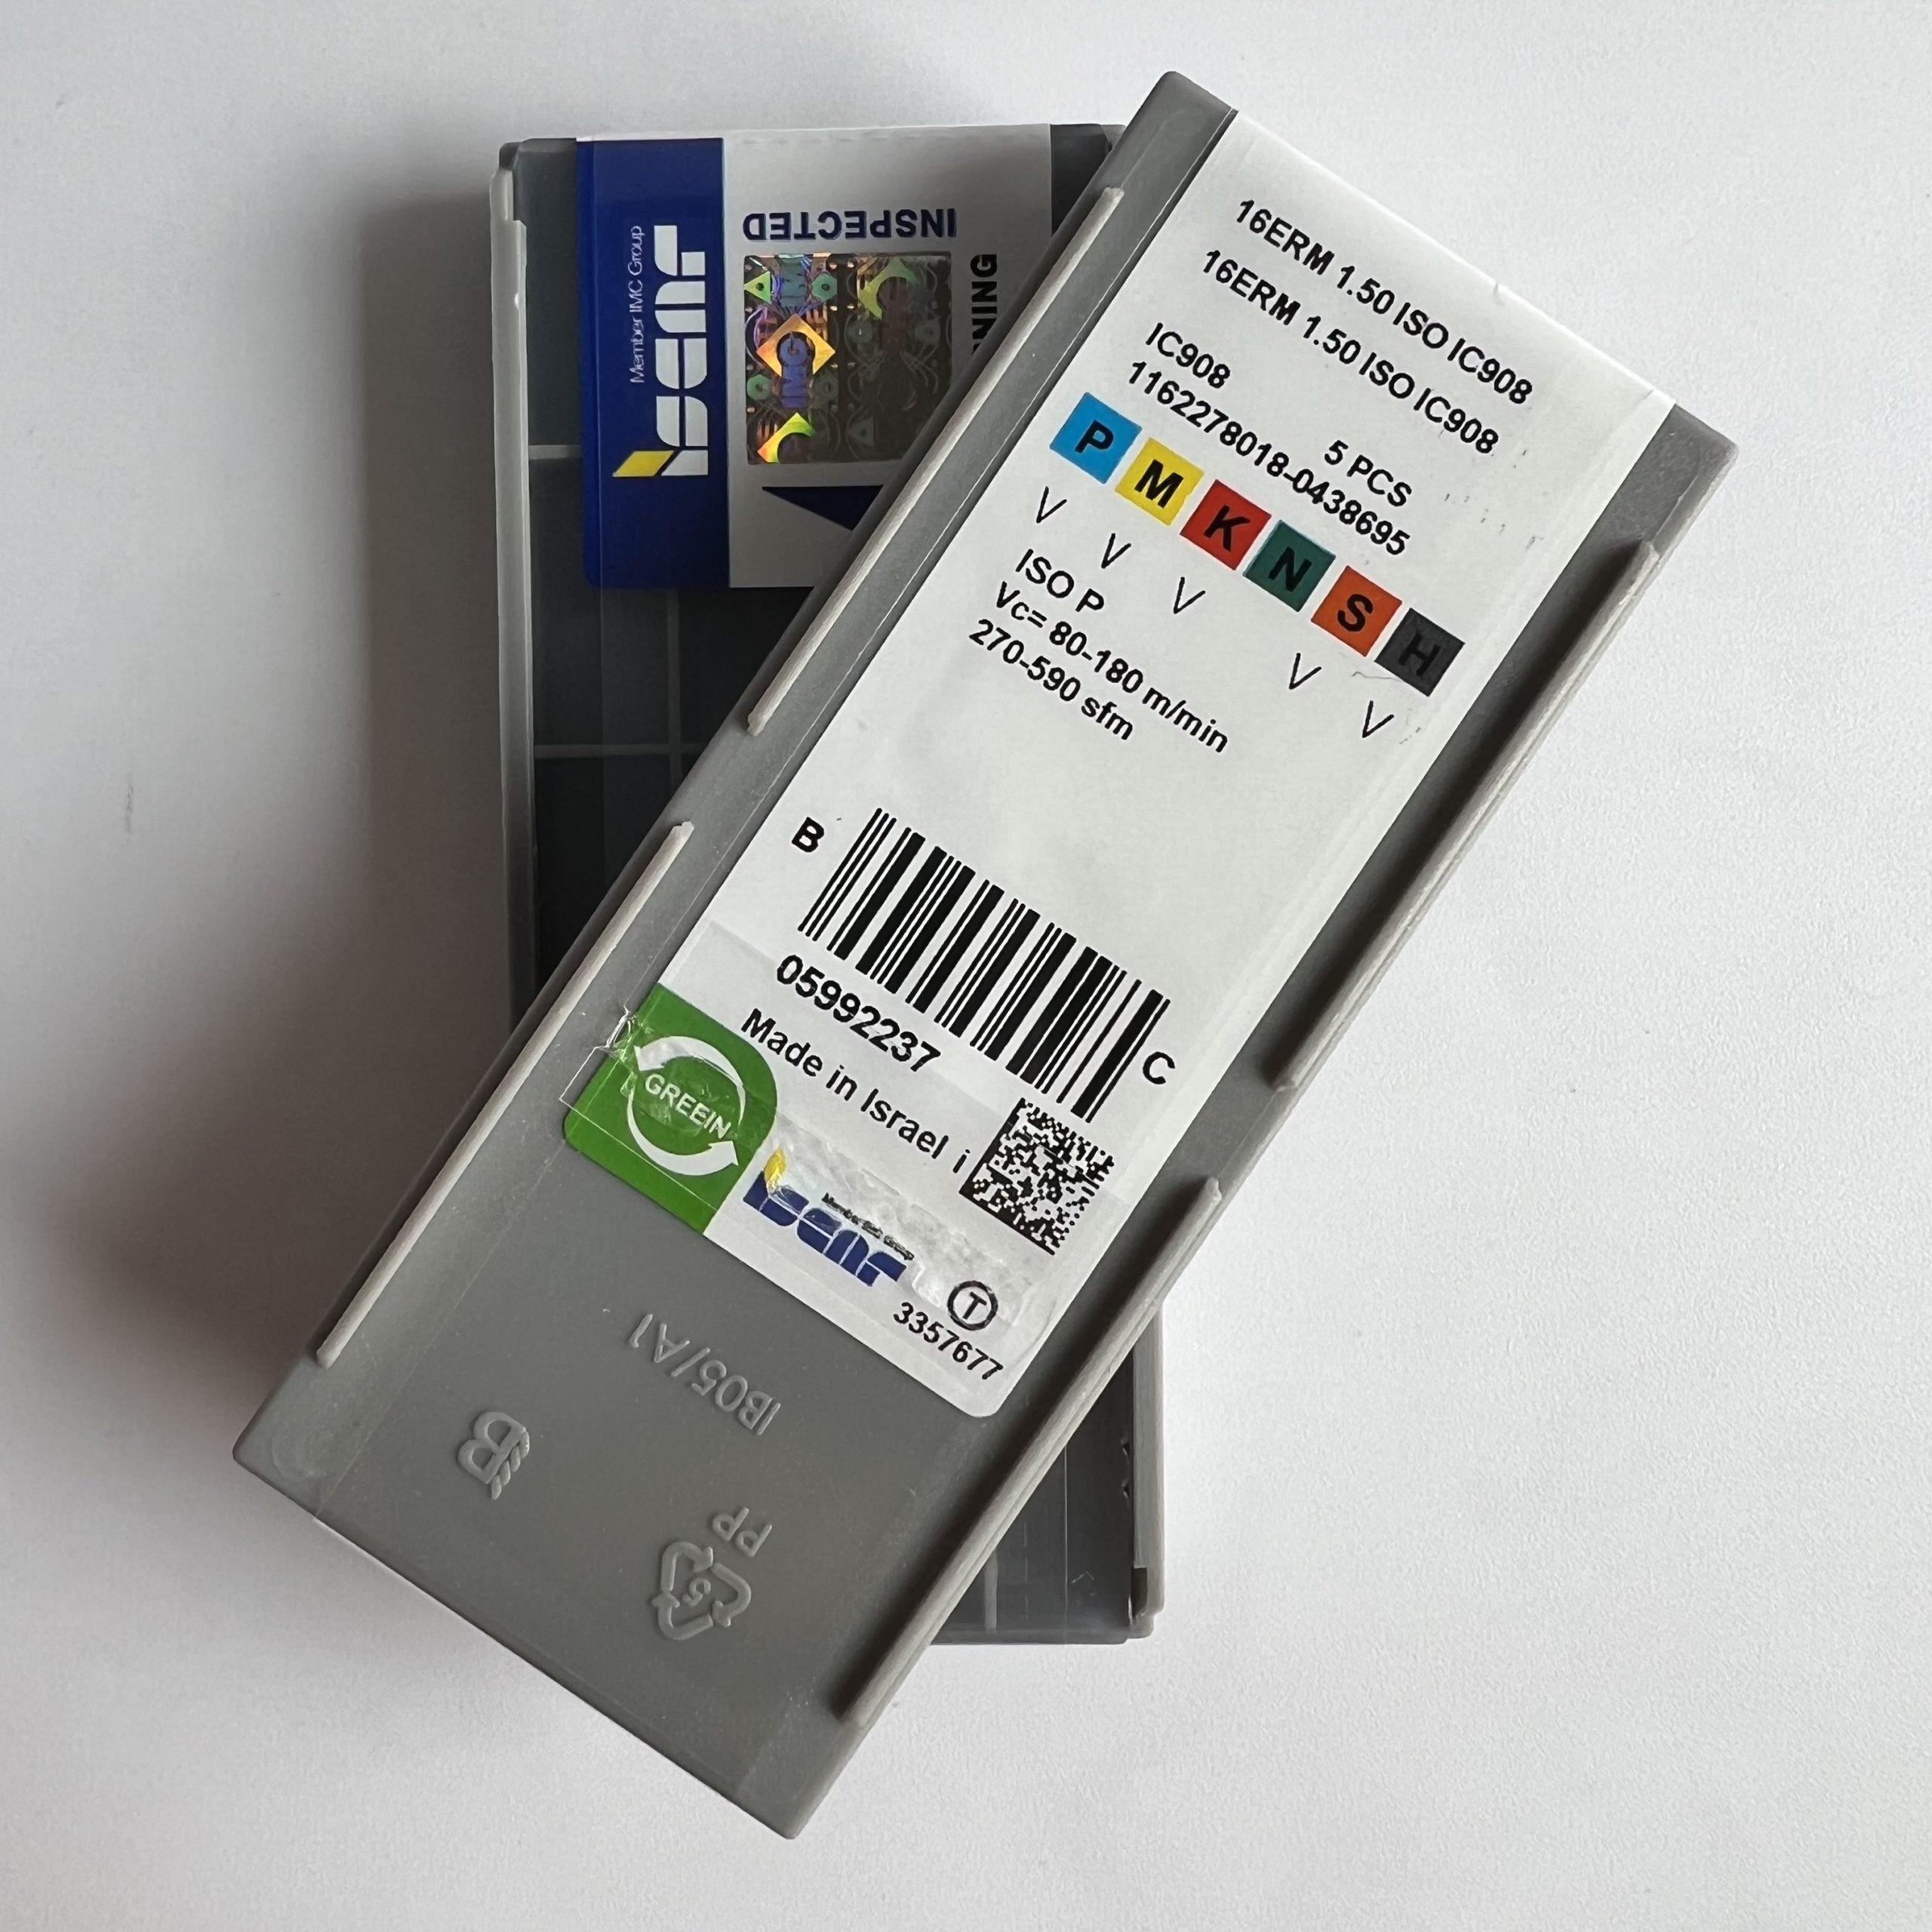 Member IMC Group
ISCAR
INSPECTED
IMC
16ERM 1.50 ISO IC908
16ERM 1.50 ISO IC908
IC908
5 PCS
1162278018-0438695
P M K N S H
V V V V V
ISO P
Vc= 80-180 m/min
270-590 sfm
B
C
05992237
Made in Israel i
GREEIN
ISCAR
T
3357677
IB05/A1
B
PP
5